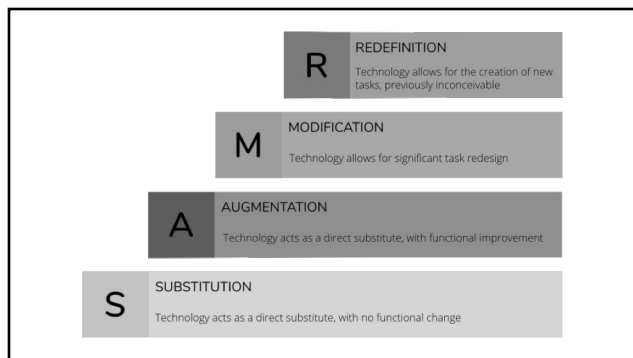 R
REDEFINITION
Technology allows for the creation of new
tasks, previously inconceivable
M
MODIFICATION
Technology allows for significant task redesign
A
AUGMENTATION
Technology acts as a direct substitute, with functional improvement
S
SUBSTITUTION
Technology acts as a direct substitute, with no functional change